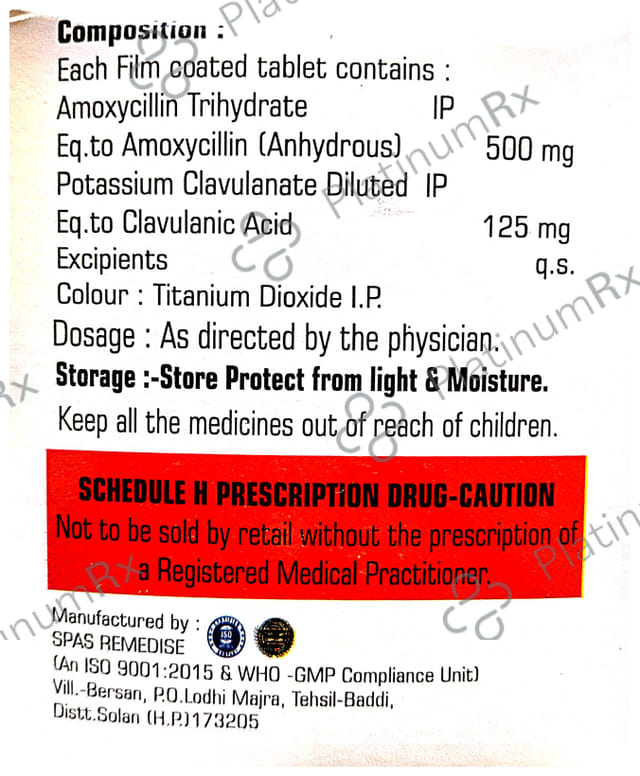 Composition :
Each Film coated tablet contains :
Amoxycillin Trihydrate IP
Eq.to Amoxycillin (Anhydrous) 500 mg
Potassium Clavulanate Diluted IP
Eq.to Clavulanic Acid 125 mg
Excipients q.s.
Colour : Titanium Dioxide I.P.
Dosage : As directed by the physician.
Storage :-Store Protect from light & Moisture.
Keep all the medicines out of reach of children.
SCHEDULE H PRESCRIPTION DRUG-CAUTION
Not to be sold by retail without the prescription of
a Registered Medical Practitioner.
Manufactured by :
ISO
SPAS REMEDISE
(An ISO 9001:2015 & WHO -GMP Compliance Unit)
Vill.-Bersan, P.O.Lodhi Majra, Tehsil-Baddi,
Distt.Solan (H.P.)173205
PlatinumRx
PlatinumRx